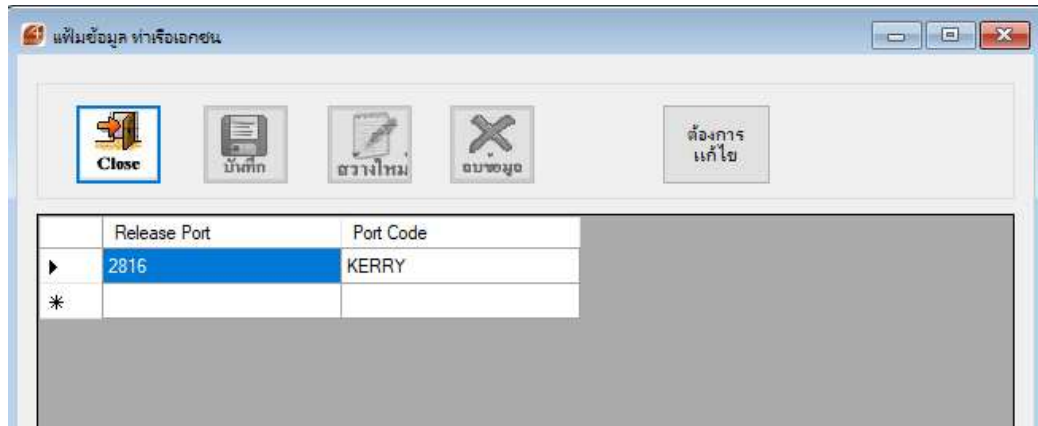 แฟ้มข้อมูล ท่าเรือเอกชน
Close
บันทึก
สร้างใหม่
ลบข้อมูล
ต้องการ
แก้ไข
Release Port
Port Code
2816
KERRY